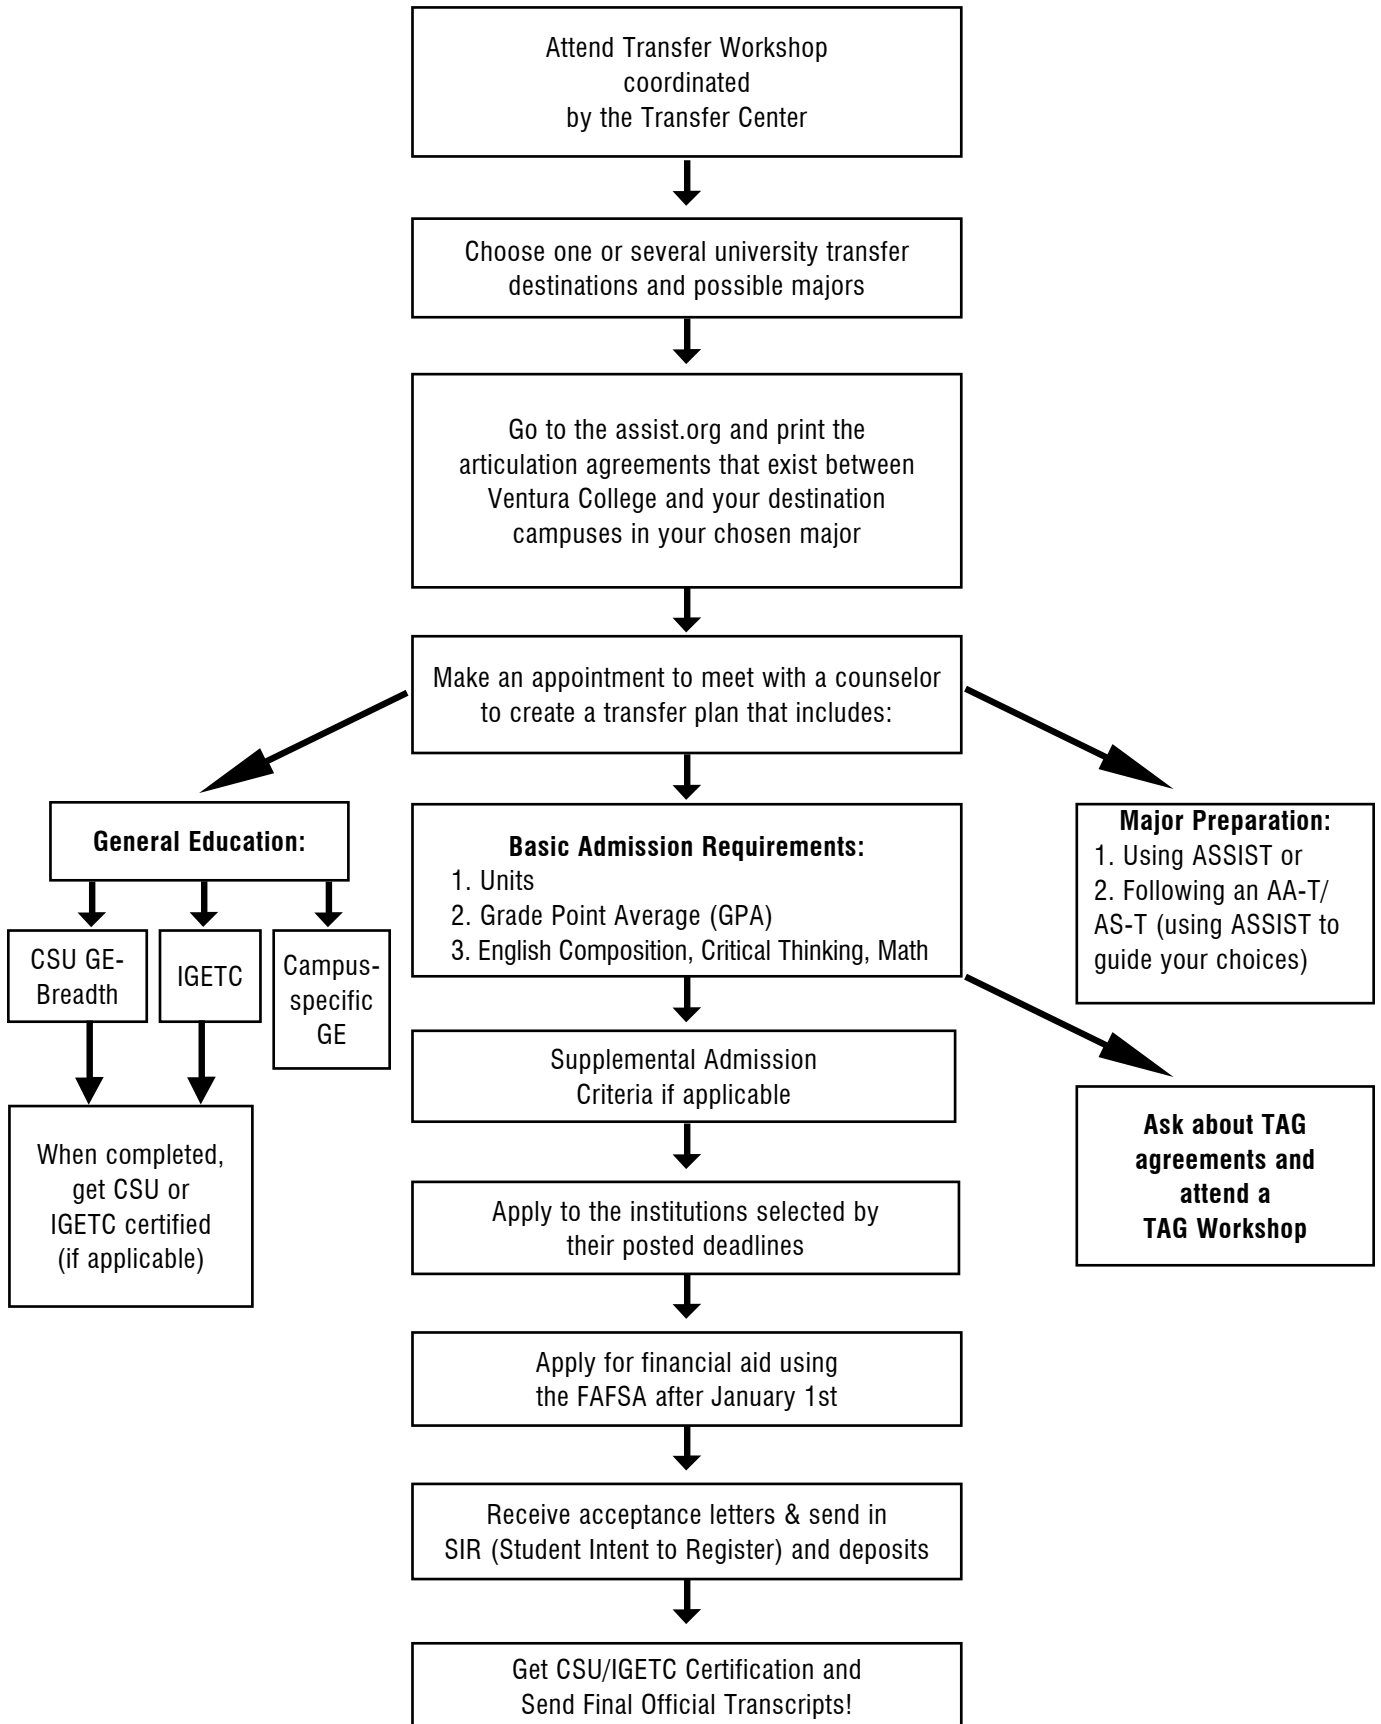 Attend Transfer Workshop
coordinated
by the Transfer Center
Choose one or several university transfer
destinations and possible majors
Go to the assist.org and print the
articulation agreements that exist between
Ventura College and your destination
campuses in your chosen major
Make an appointment to meet with a counselor
to create a transfer plan that includes:
General Education:
CSU GE-
Breadth
IGETC
Campus-
specific
GE
When completed,
get CSU or
IGETC certified
(if applicable)
Basic Admission Requirements:
1. Units
2. Grade Point Average (GPA)
3. English Composition, Critical Thinking, Math
Major Preparation:
1. Using ASSIST or
2. Following an AA-T/
AS-T (using ASSIST to
guide your choices)
Ask about TAG
agreements and
attend a
TAG Workshop
Supplemental Admission
Criteria if applicable
Apply to the institutions selected by
their posted deadlines
Apply for financial aid using
the FAFSA after January 1st
Receive acceptance letters & send in
SIR (Student Intent to Register) and deposits
Get CSU/IGETC Certification and
Send Final Official Transcripts!